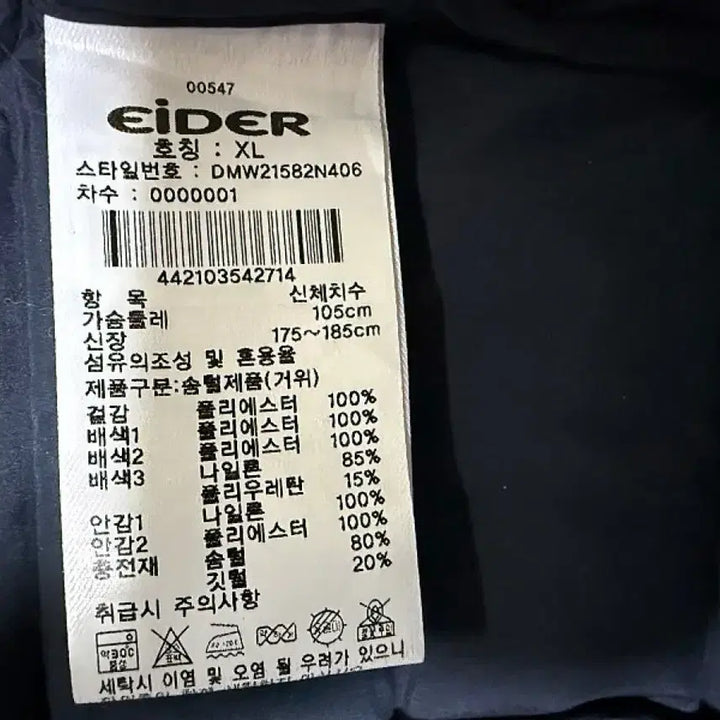 00547
EiDER
호칭 : XL
스타일번호 : DMW21582N406
차수 : 0000001
442103542714
항 목 신체치수
가슴둘레 105cm
신장 175~185cm
섬유의조성 및 혼용율
제품구분:솜털제품(거위)
겉감 폴리에스터 100%
배색1 폴리에스터 100%
배색2 폴리에스터 100%
배색3 나일론 85%
폴리우레탄 15%
안감1 나일론 100%
안감2 폴리에스터 100%
충전재 솜털 80%
깃털 20%
취급시 주의사항
약30℃
중성
세탁시 이염 및 오염 될 우려가 있으니